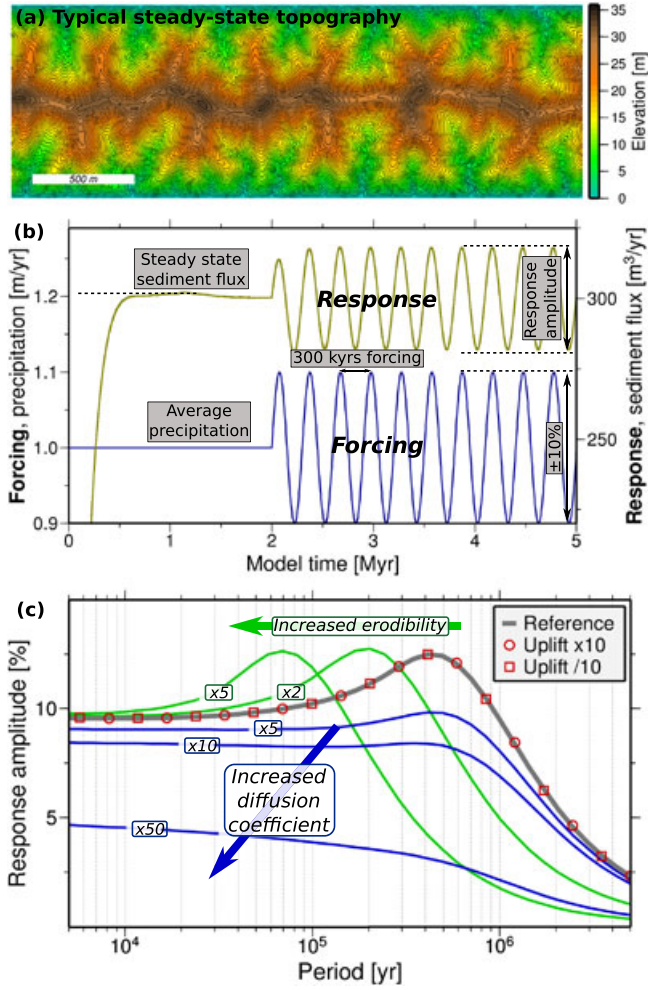 (a) Typical steady-state topography
500 m
35
30
25
20
15
10
5
0
Elevation [m]
(b)
Steady state
sediment flux
Response
Response
amplitude
300 kyrs forcing
Average
precipitation
Forcing
±10%
1.2
1.1
1.0
0.9
300
250
Forcing, precipitation [m/yr]
Response, sediment flux [m³/yr]
0 1 2 3 4 5
Model time [Myr]
(c)
Increased erodibility
Reference
Uplift x10
Uplift /10
x5
x2
x5
x10
x50
Increased
diffusion
coefficient
10
5
Response amplitude [%]
10⁴ 10⁵ 10⁶
Period [yr]